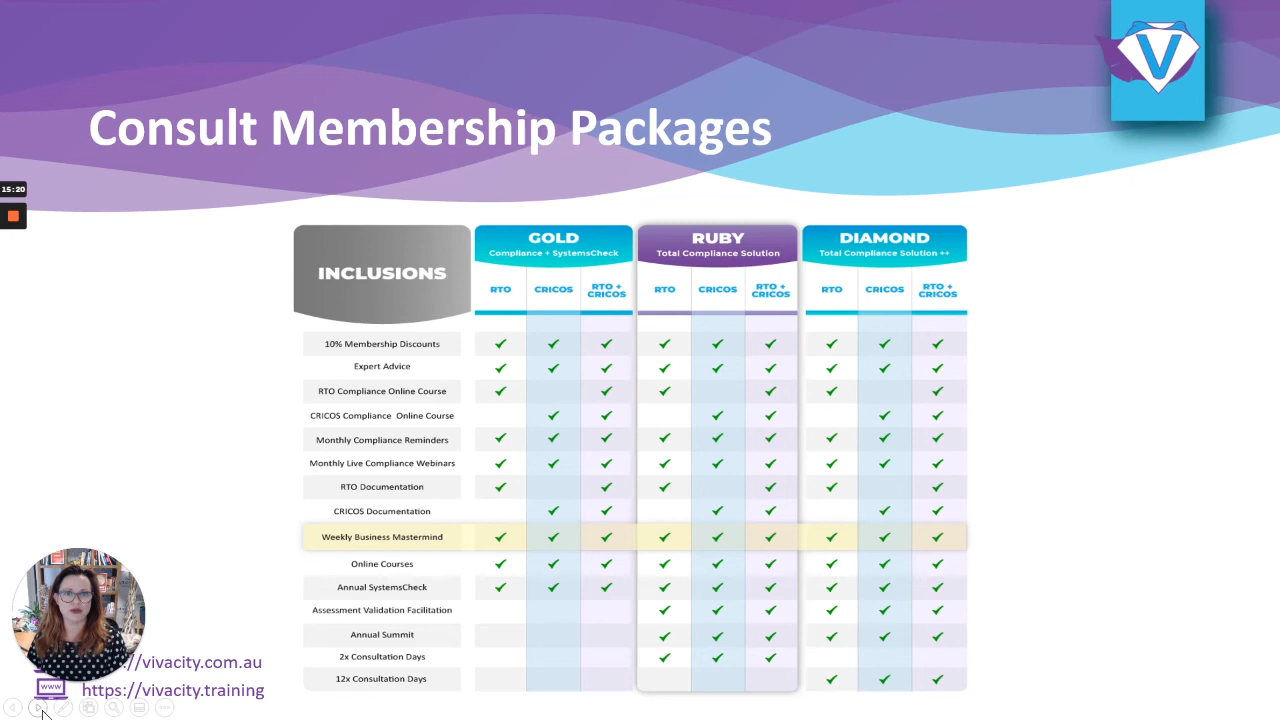 V
Consult Membership Packages
15:20
INCLUSIONS
GOLD
Compliance + SystemsCheck
RUBY
Total Compliance Solution
DIAMOND
Total Compliance Solution ++
RTO CRICOS RTO + CRICOS RTO CRICOS RTO + CRICOS RTO CRICOS RTO + CRICOS
10% Membership Discounts
Expert Advice
RTO Compliance Online Course
CRICOS Compliance Online Course
Monthly Compliance Reminders
Monthly Live Compliance Webinars
RTO Documentation
CRICOS Documentation
Weekly Business Mastermind
Online Courses
Annual SystemsCheck
Assessment Validation Facilitation
Annual Summit
2x Consultation Days
12x Consultation Days
//vivacity.com.au
www
https://vivacity.training